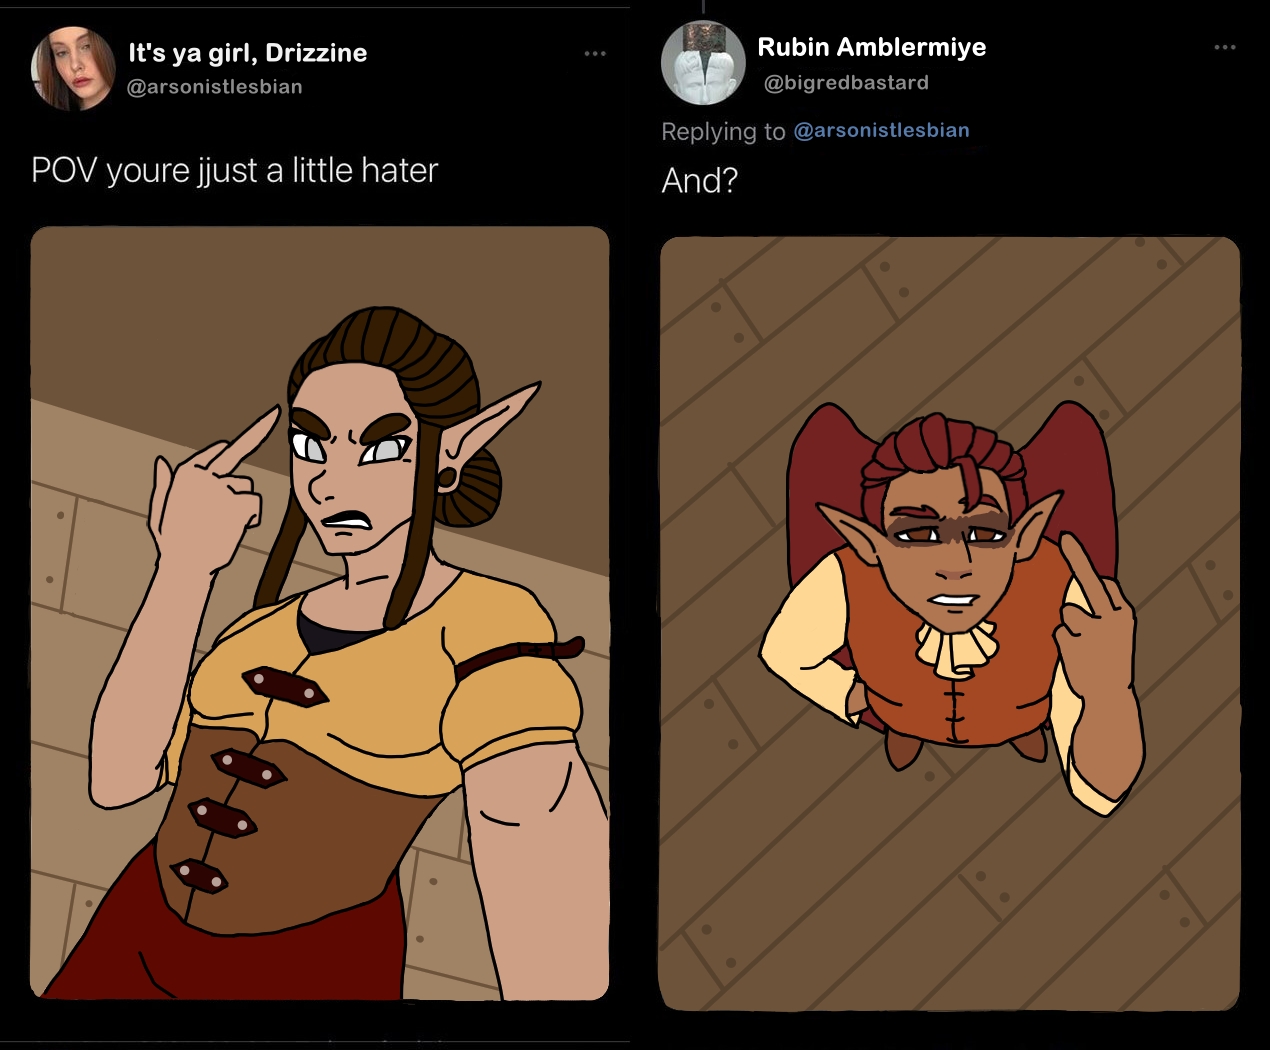 It's ya girl, Drizzine
@arsonistlesbian
POV youre jjust a little hater
Rubin Amblermiye
@bigredbastard
Replying to @arsonistlesbian
And?